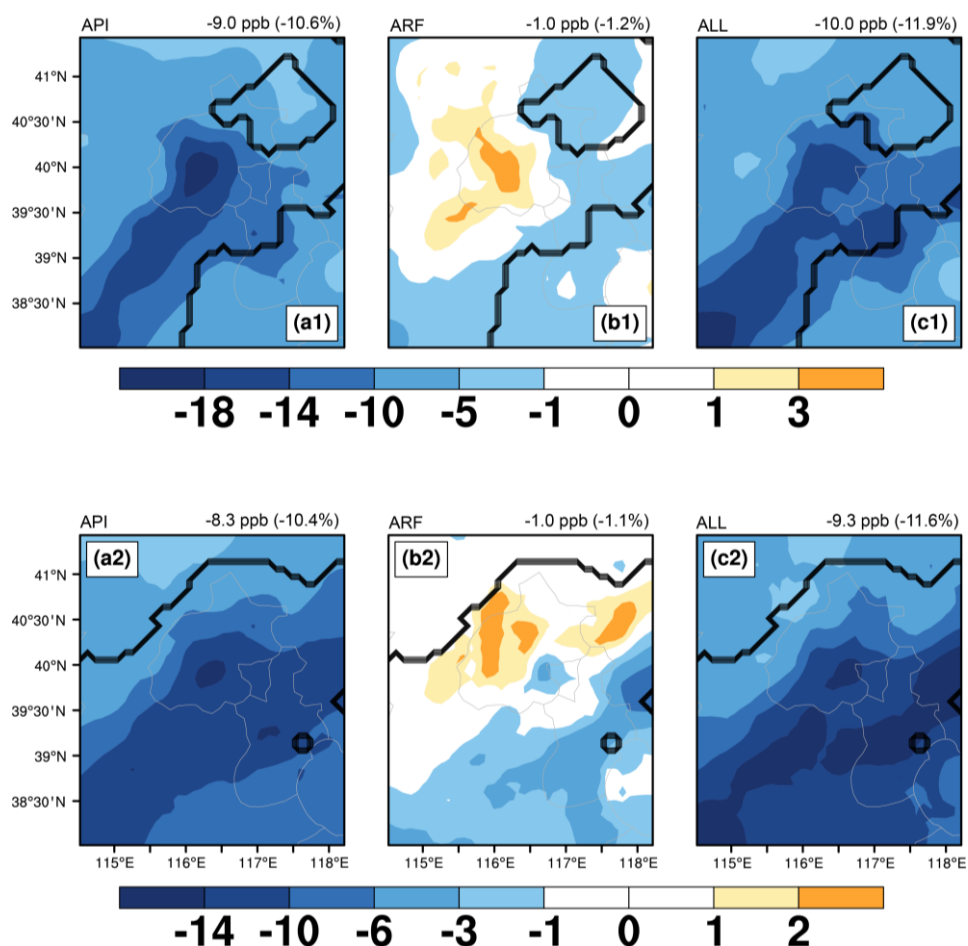 API -9.0 ppb (-10.6%) ARF -1.0 ppb (-1.2%) ALL -10.0 ppb (-11.9%)
41°N
40°30'N
40°N
39°30'N
39°N
38°30'N
(a1) (b1) (c1)
-18 -14 -10 -5 -1 0 1 3
API -8.3 ppb (-10.4%) ARF -1.0 ppb (-1.1%) ALL -9.3 ppb (-11.6%)
(a2) (b2) (c2)
41°N
40°30'N
40°N
39°30'N
39°N
38°30'N
115°E 116°E 117°E 118°E 115°E 116°E 117°E 118°E 115°E 116°E 117°E 118°E
-14 -10 -6 -3 -1 0 1 2